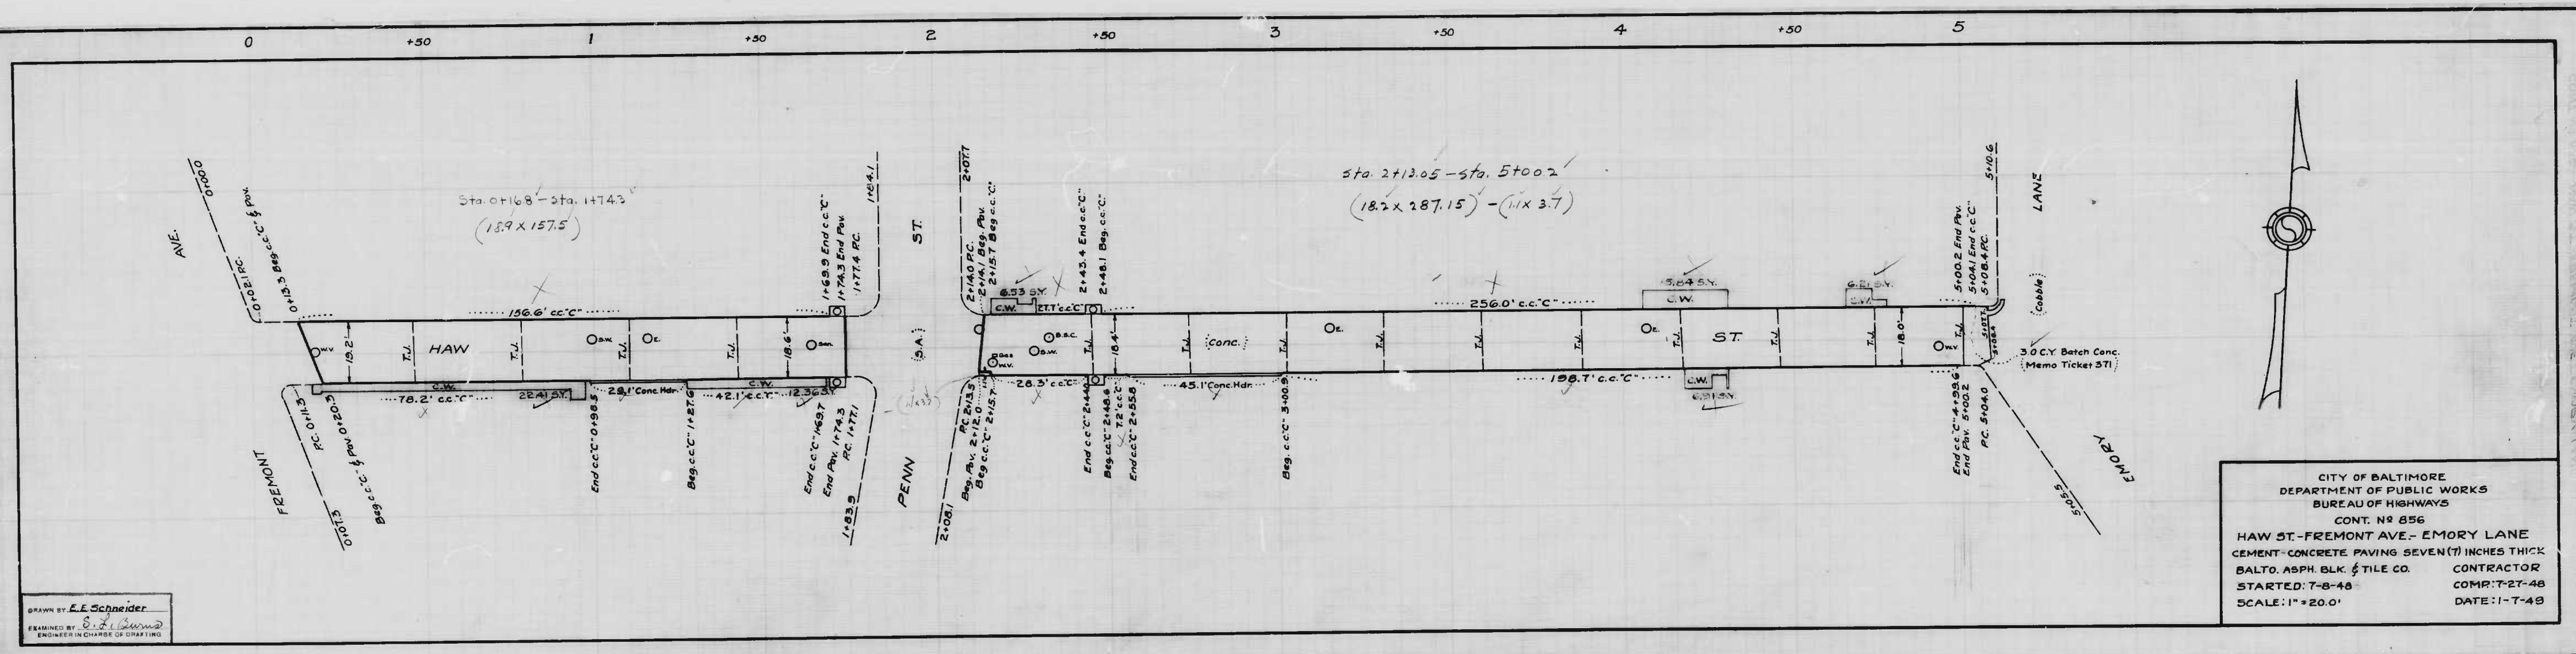 0 +50 1 +50 2 +50 3 +50 4 +50 5
AVE.
0+00.0
0+02.1 P.C.
0+13.3 Beg. c.c."C" & Pav.
Sta. 0+16.8 – Sta. 1+74.3
(18.9 x 157.5)
156.6' c.c."C"
1+69.9 End c.c."C"
1+74.3 End Pav.
1+77.4 P.C.
1+84.1
ST.
2+07.7
2+14.0 P.C.
2+14.1 Beg. Pav.
2+15.7 Beg c.c."C"
6.53 S.Y.
C.W.
27.7' c.c."C"
2+43.4 End c.c."C"
2+48.1 Beg. c.c."C"
Sta. 2+13.05 – Sta. 5+00.2
(18.2 x 287.15) – (1.1 x 3.7)
256.0' c.c."C"
15.84 S.Y.
C.W.
6.21 S.Y.
C.W.
5+00.2 End Pav.
5+04.1 End c.c."C"
5+08.4 P.C.
5+10.6
LANE
(Cobble)
W.V.
19.2'
T.J.
HAW
T.J.
S.W.
T.J.
E.
T.J.
18.6'
San.
(S.A.)
Gas
W.V.
B.S.C.
S.W.
T.J.
18.4'
T.J.
(Conc.)
T.J.
E.
T.J.
T.J.
T.J.
E.
T.J.
ST.
T.J.
T.J.
18.0'
W.V.
T.J.
3.0 C.Y. Batch Conc.
(Memo Ticket 371)
FREMONT
0+07.3
P.C. 0+11.3
Beg. c.c."C" & Pav. 0+20.3
C.W.
78.2' c.c."C"
22.41 S.Y.
End c.c."C" 0+98.5
29.1' Conc. Hdr.
Beg. c.c."C" 1+27.6
C.W.
42.1' c.c."C"
12.36 S.Y.
End c.c."C" 1+69.7
End Pav. 1+74.3
P.C. 1+77.1
1+83.9
PENN
2+08.1
P.C. 2+13.5
Beg. Pav. 2+12.0
Beg c.c."C" 2+15.7
28.3' c.c."C"
End c.c."C" 2+44.0
Beg. c.c."C" 2+48.6
7.2' c.c."C"
End c.c."C" 2+55.8
45.1' Conc. Hdr.
Beg. c.c."C" 3+00.9
198.7' c.c."C"
C.W.
6.91 S.Y.
End c.c."C" 4+99.6
End Pav. 5+00.2
P.C. 5+04.0
5+05.5
EMORY
CITY OF BALTIMORE
DEPARTMENT OF PUBLIC WORKS
BUREAU OF HIGHWAYS
CONT. Nº 856
HAW ST.-FREMONT AVE.- EMORY LANE
CEMENT-CONCRETE PAVING SEVEN (7) INCHES THICK
BALTO. ASPH. BLK. & TILE CO. CONTRACTOR
STARTED: 7-8-48 COMP.: 7-27-48
SCALE: 1"=20.0' DATE: 1-7-49
DRAWN BY E.E. Schneider
EXAMINED BY S. L. Burns
ENGINEER IN CHARGE OF DRAFTING